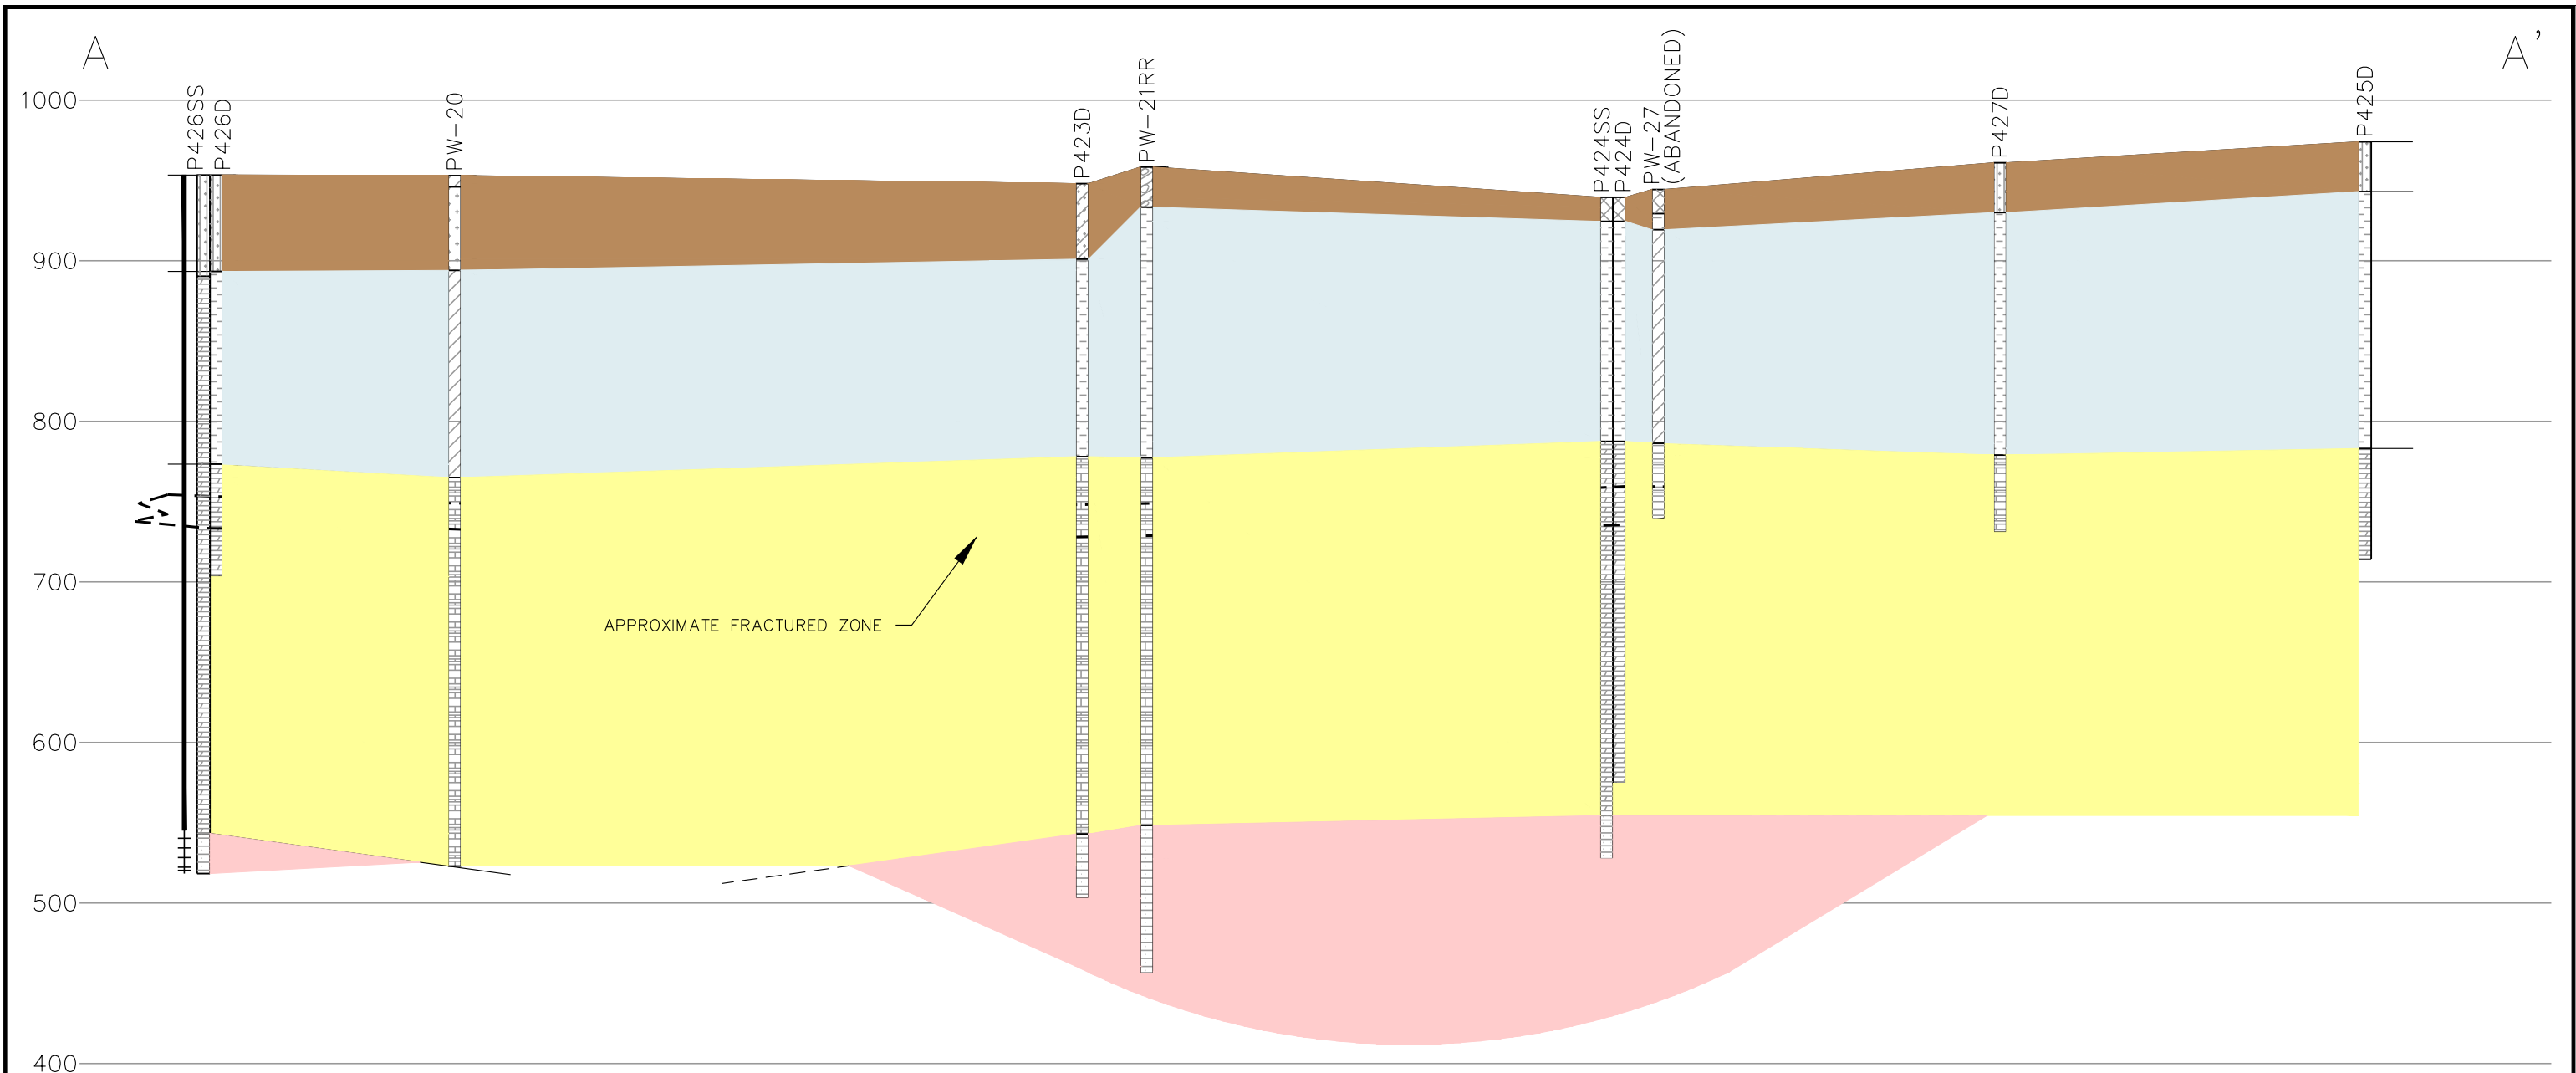 A
A'
P426SS
P426D
PW-20
P423D
PW-21RR
P424SS
P424D
PW-27
(ABANDONED)
P427D
P425D
1000
900
800
700
600
500
400
APPROXIMATE FRACTURED ZONE